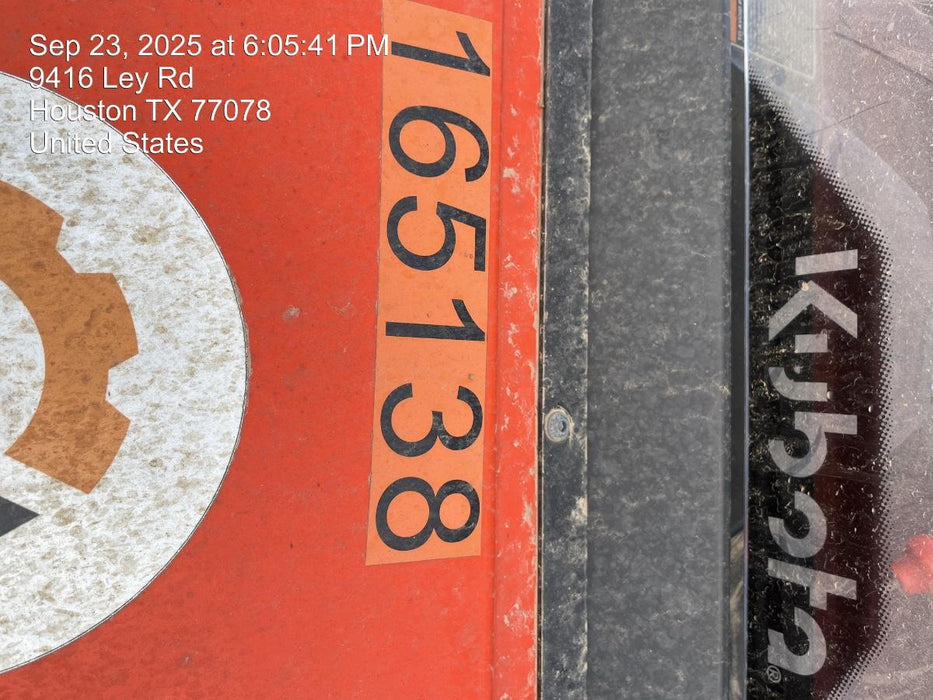 Sep 23, 2025 at 6:05:41 PM
9416 Ley Rd
Houston TX 77078
United States
165138
Kubota®